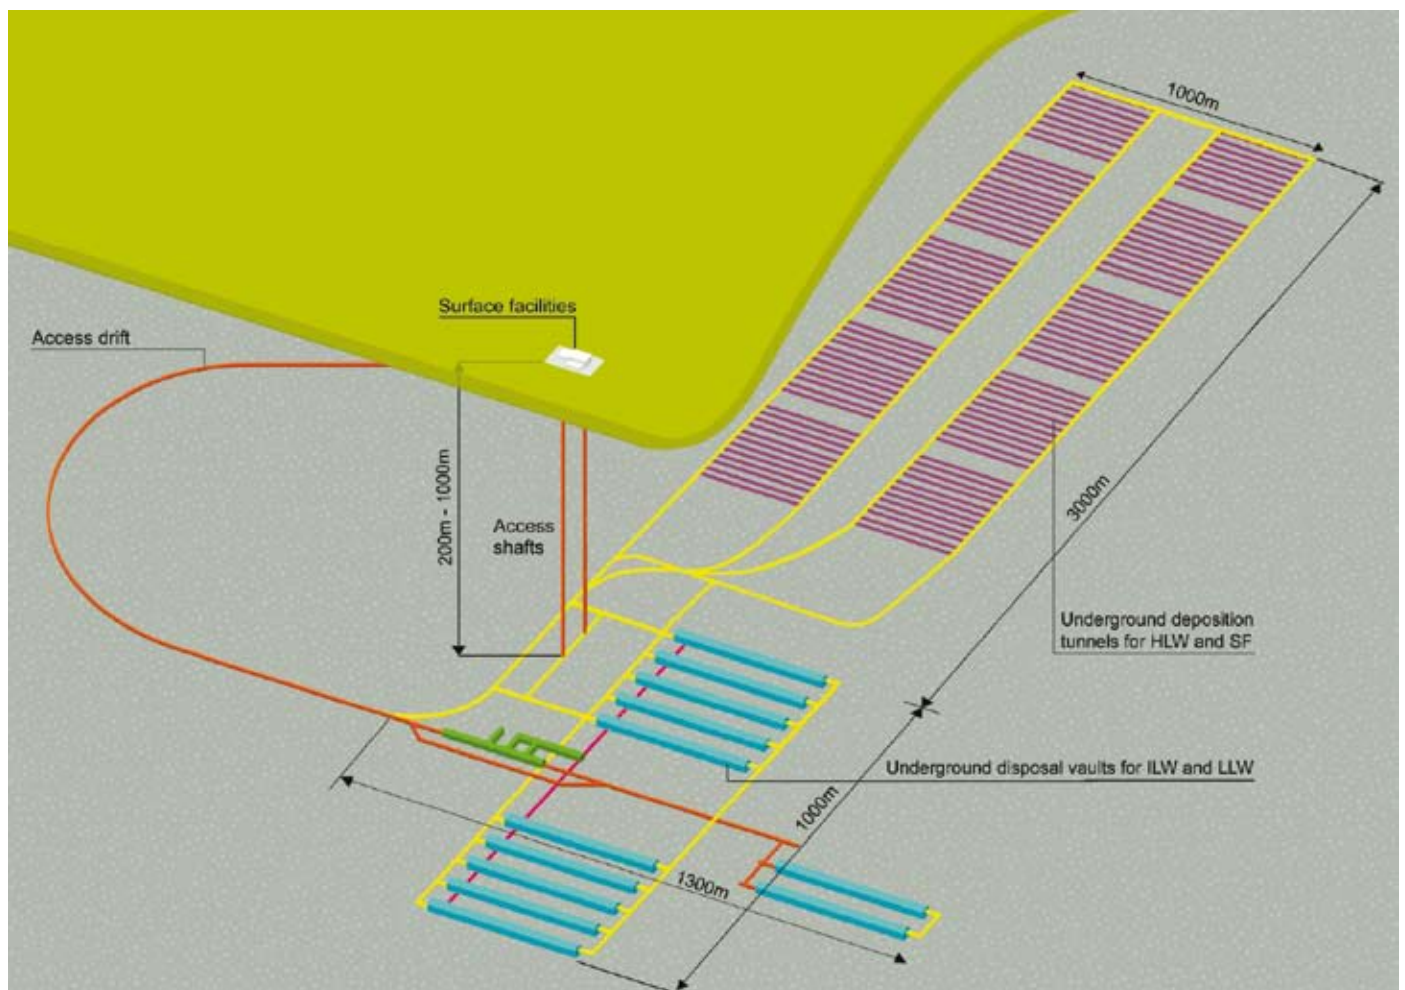 1000m
Surface facilities
Access drift
200m - 1000m
Access
shafts
3000m
Underground deposition
tunnels for HLW and SF
Underground disposal vaults for ILW and LLW
1000m
1300m